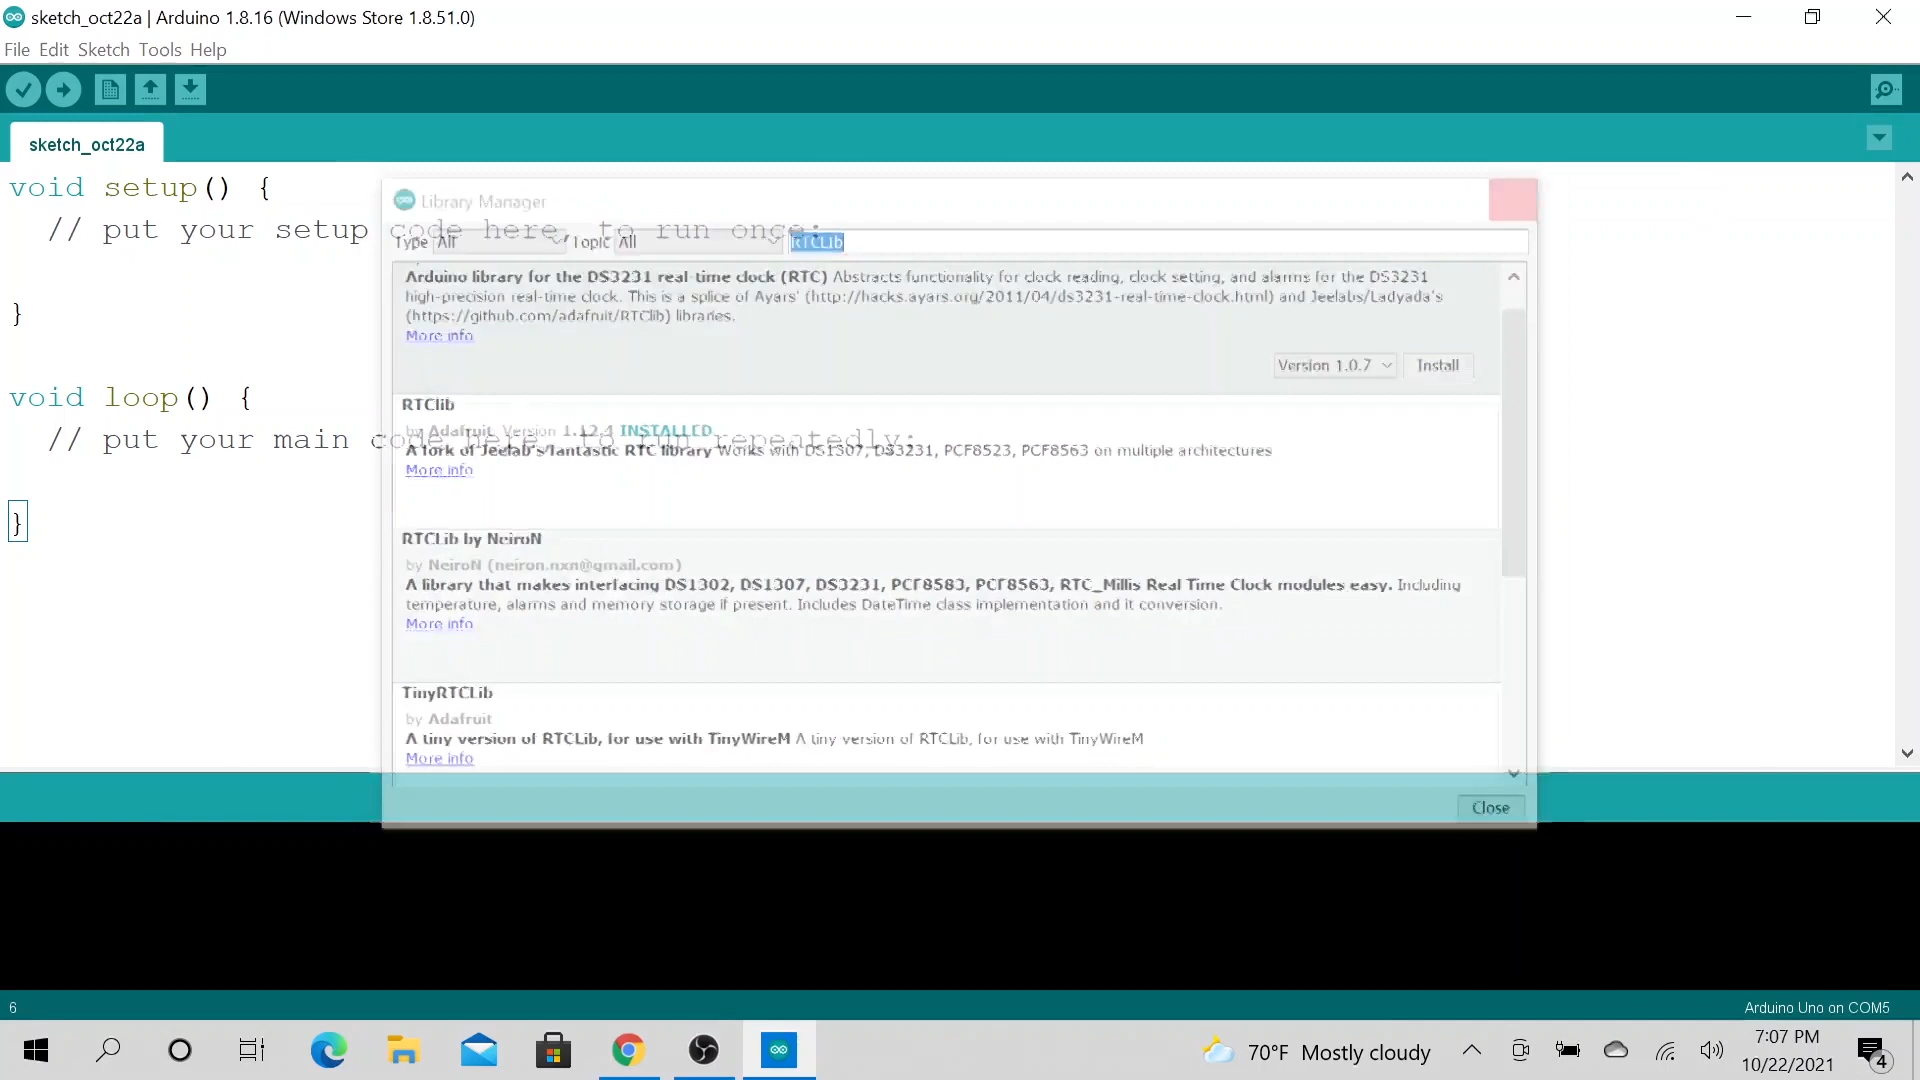 sketch_oct22a | Arduino 1.8.16 (Windows Store 1.8.51.0)
File Edit Sketch Tools Help
sketch_oct22a
void setup() {
// put your setup code here, to run once:
}
void loop() {
// put your main code here, to run repeatedly:
}
Library Manager
Type All Topic All RTCLib
Arduino library for the DS3231 real-time clock (RTC) Abstracts functionality for clock reading, clock setting, and alarms for the DS3231
high-precision real-time clock. This is a splice of Ayars' (http://hacks.ayars.org/2011/04/ds3231-real-time-clock.html) and Jeelabs/Ladyada's
(https://github.com/adafruit/RTClib) libraries.
More info
Version 1.0.7 Install
RTClib
by Adafruit Version 1.12.4 INSTALLED
A fork of Jeelab's fantastic RTC library Works with DS1307, DS3231, PCF8523, PCF8563 on multiple architectures
More info
RTCLib by NeiroN
by NeiroN (neiron.nxn@gmail.com)
A library that makes interfacing DS1302, DS1307, DS3231, PCF8583, PCF8563, RTC_Millis Real Time Clock modules easy. Including
temperature, alarms and memory storage if present. Includes DateTime class implementation and it conversion.
More info
TinyRTCLib
by Adafruit
A tiny version of RTCLib, for use with TinyWireM A tiny version of RTCLib, for use with TinyWireM
More info
Close
6
Arduino Uno on COM5
70°F Mostly cloudy
7:07 PM
10/22/2021
4